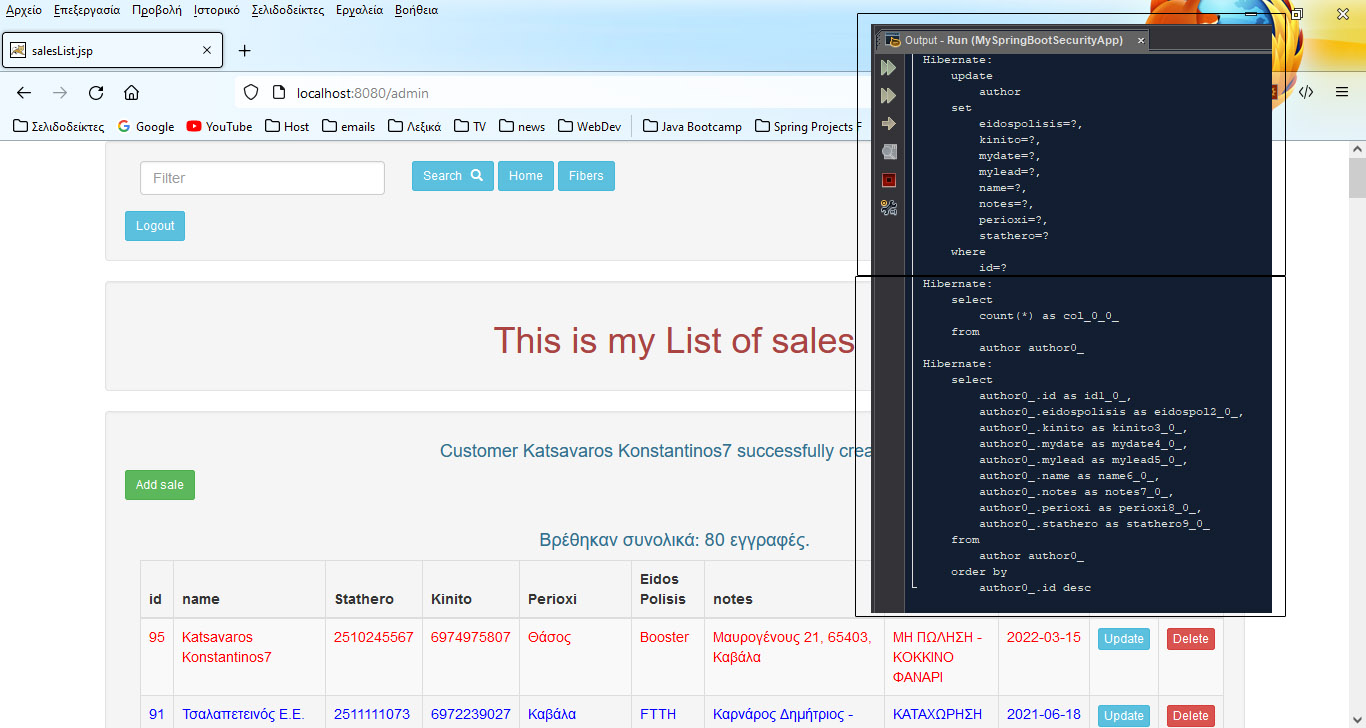 Αρχείο Επεξεργασία Προβολή Ιστορικό Σελιδοδείκτες Εργαλεία Βοήθεια
salesList.jsp
localhost:8080/admin
Σελιδοδείκτες Google YouTube Host emails Λεξικά TV news WebDev Java Bootcamp Spring Projects F
Filter
Search Home Fibers
Logout
This is my List of sales
Customer Katsavaros Konstantinos7 successfully crea
Add sale
Βρέθηκαν συνολικά: 80 εγγραφές.
id name Stathero Kinito Perioxi Eidos Polisis notes
95 Katsavaros Konstantinos7 2510245567 6974975807 Θάσος Booster Μαυρογένους 21, 65403, Καβάλα ΜΗ ΠΩΛΗΣΗ - ΚΟΚΚΙΝΟ ΦΑΝΑΡΙ 2022-03-15 Update Delete
91 Τσαλαπετεινός Ε.Ε. 2511111073 6972239027 Καβάλα FTTH Καρνάρος Δημήτριος - ΚΑΤΑΧΩΡΗΣΗ 2021-06-18 Update Delete
Output - Run (MySpringBootSecurityApp)
Hibernate:
update
author
set
eidospolisis=?,
kinito=?,
mydate=?,
mylead=?,
name=?,
notes=?,
perioxi=?,
stathero=?
where
id=?
Hibernate:
select
count(*) as col_0_0_
from
author author0_
Hibernate:
select
author0_.id as id1_0_,
author0_.eidospolisis as eidospol2_0_,
author0_.kinito as kinito3_0_,
author0_.mydate as mydate4_0_,
author0_.mylead as mylead5_0_,
author0_.name as name6_0_,
author0_.notes as notes7_0_,
author0_.perioxi as perioxi8_0_,
author0_.stathero as stathero9_0_
from
author author0_
order by
author0_.id desc